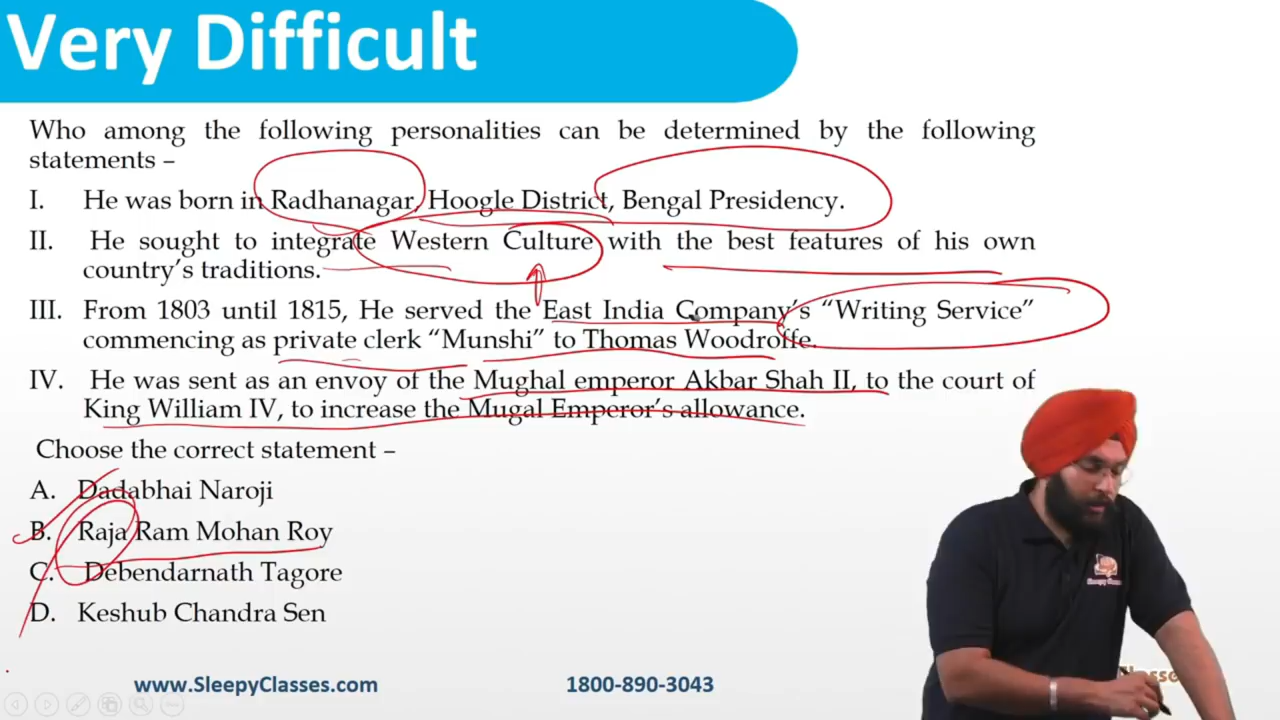 Very Difficult
Who among the following personalities can be determined by the following
statements –
I. He was born in Radhanagar, Hoogle District, Bengal Presidency.
II. He sought to integrate Western Culture with the best features of his own
country's traditions.
III. From 1803 until 1815, He served the East India Company's “Writing Service”
commencing as private clerk “Munshi” to Thomas Woodroffe.
IV. He was sent as an envoy of the Mughal emperor Akbar Shah II, to the court of
King William IV, to increase the Mugal Emperor's allowance.
Choose the correct statement –
A. Dadabhai Naroji
B. Raja Ram Mohan Roy
C. Debendarnath Tagore
D. Keshub Chandra Sen
www.SleepyClasses.com 1800-890-3043